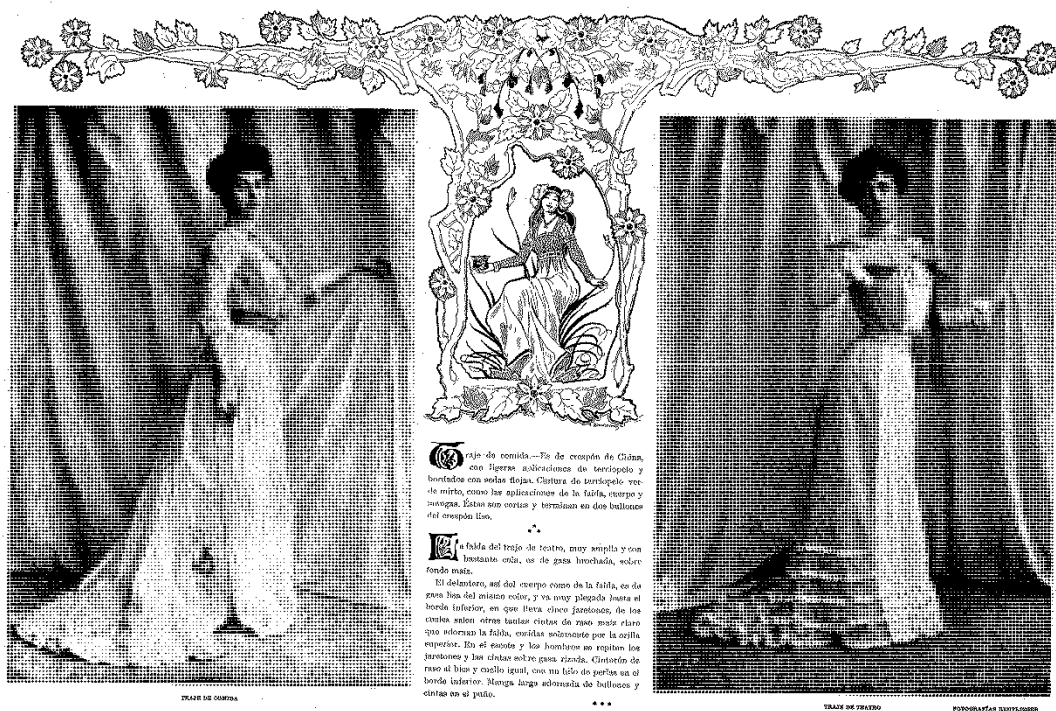 Traje de comida.—Es de crespón de China,
con ligeras aplicaciones de terciopelo y
bordados con sedas flojas. Cintura de terciopelo ver-
de mirto, como las aplicaciones de la falda, cuerpo y
mangas. Éstas son cortas y terminan en dos bullones
del crespón liso.
La falda del traje de teatro, muy amplia y con
bastante cola, es de gasa brochada, sobre
fondo maíz.
El delantero, así del cuerpo como de la falda, es de
gasa lisa del mismo color, y va muy plegada hasta el
borde inferior, en que lleva cinco jaretones, de los
cuales salen otras tantas cintas de raso maíz claro
que adornan la falda, cosidas solamente por la orilla
superior. En el escote y los hombros se repiten los
jaretones y las cintas sobre gasa rizada. Cinturón de
raso al bies y cuello igual, con un hilo de perlas en el
borde inferior. Manga larga adornada de bullones y
cintas en el puño.
TRAJE DE COMIDA
TRAJE DE TEATRO
FOTOGRAFÍAS REUTLINGER